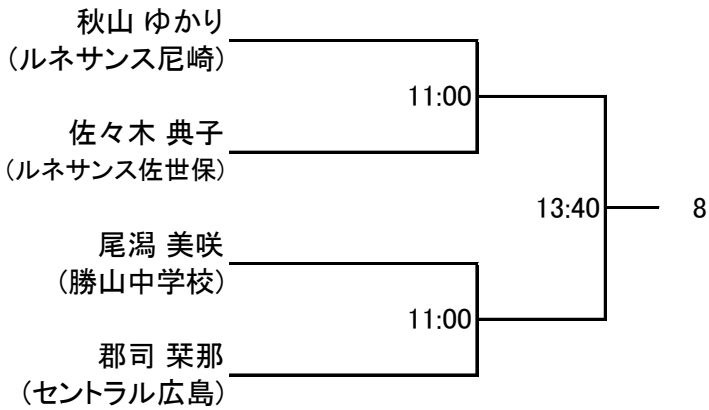 秋山 ゆかり
(ルネサンス尼崎)
11:00
佐々木 典子
(ルネサンス佐世保)
13:40
8
尾潟 美咲
(勝山中学校)
11:00
郡司 栞那
(セントラル広島)